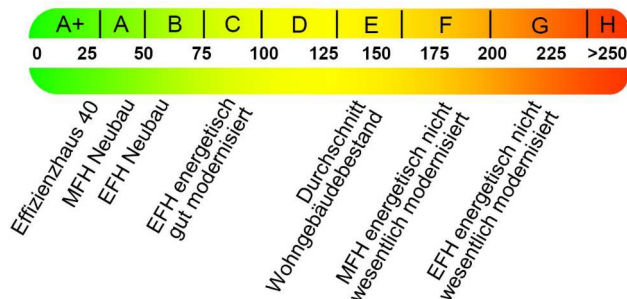 A+ A B C D E F G H
0 25 50 75 100 125 150 175 200 225 >250
Effizienzhaus 40
MFH Neubau
EFH Neubau
EFH energetisch
gut modernisiert
Durchschnitt
Wohngebäudebestand
MFH energetisch nicht
wesentlich modernisiert
EFH energetisch nicht
wesentlich modernisiert